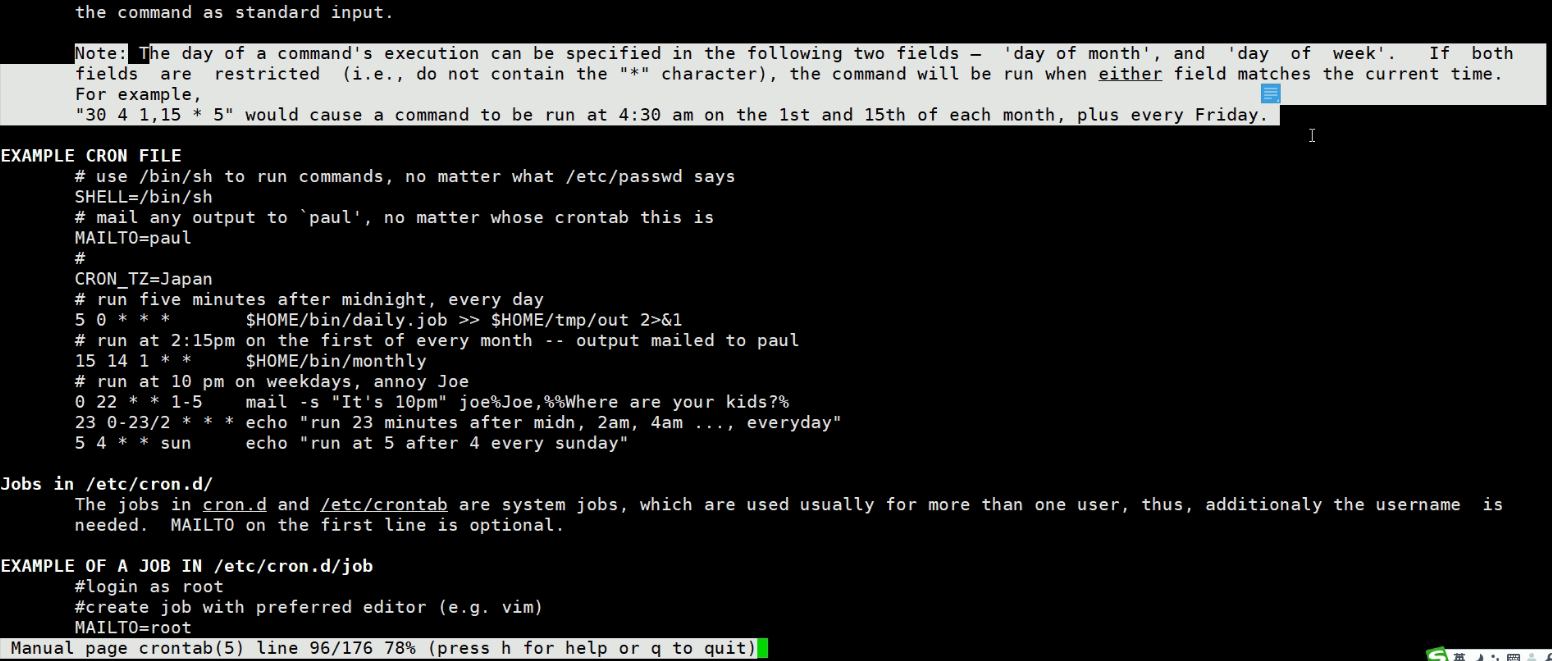 the command as standard input.
Note: The day of a command's execution can be specified in the following two fields — 'day of month', and  'day  of  week'.   If  both
fields  are  restricted  (i.e., do not contain the "*" character), the command will be run when either field matches the current time.
For example,
"30 4 1,15 * 5" would cause a command to be run at 4:30 am on the 1st and 15th of each month, plus every Friday.
EXAMPLE CRON FILE
# use /bin/sh to run commands, no matter what /etc/passwd says
SHELL=/bin/sh
# mail any output to `paul', no matter whose crontab this is
MAILTO=paul
#
CRON_TZ=Japan
# run five minutes after midnight, every day
5 0 * * *       $HOME/bin/daily.job >> $HOME/tmp/out 2>&1
# run at 2:15pm on the first of every month -- output mailed to paul
15 14 1 * *     $HOME/bin/monthly
# run at 10 pm on weekdays, annoy Joe
0 22 * * 1-5    mail -s "It's 10pm" joe%Joe,%%Where are your kids?%
23 0-23/2 * * * echo "run 23 minutes after midn, 2am, 4am ..., everyday"
5 4 * * sun     echo "run at 5 after 4 every sunday"
Jobs in /etc/cron.d/
The jobs in cron.d and /etc/crontab are system jobs, which are used usually for more than one user, thus, additionaly the username  is
needed.  MAILTO on the first line is optional.
EXAMPLE OF A JOB IN /etc/cron.d/job
#login as root
#create job with preferred editor (e.g. vim)
MAILTO=root
Manual page crontab(5) line 96/176 78% (press h for help or q to quit)
英